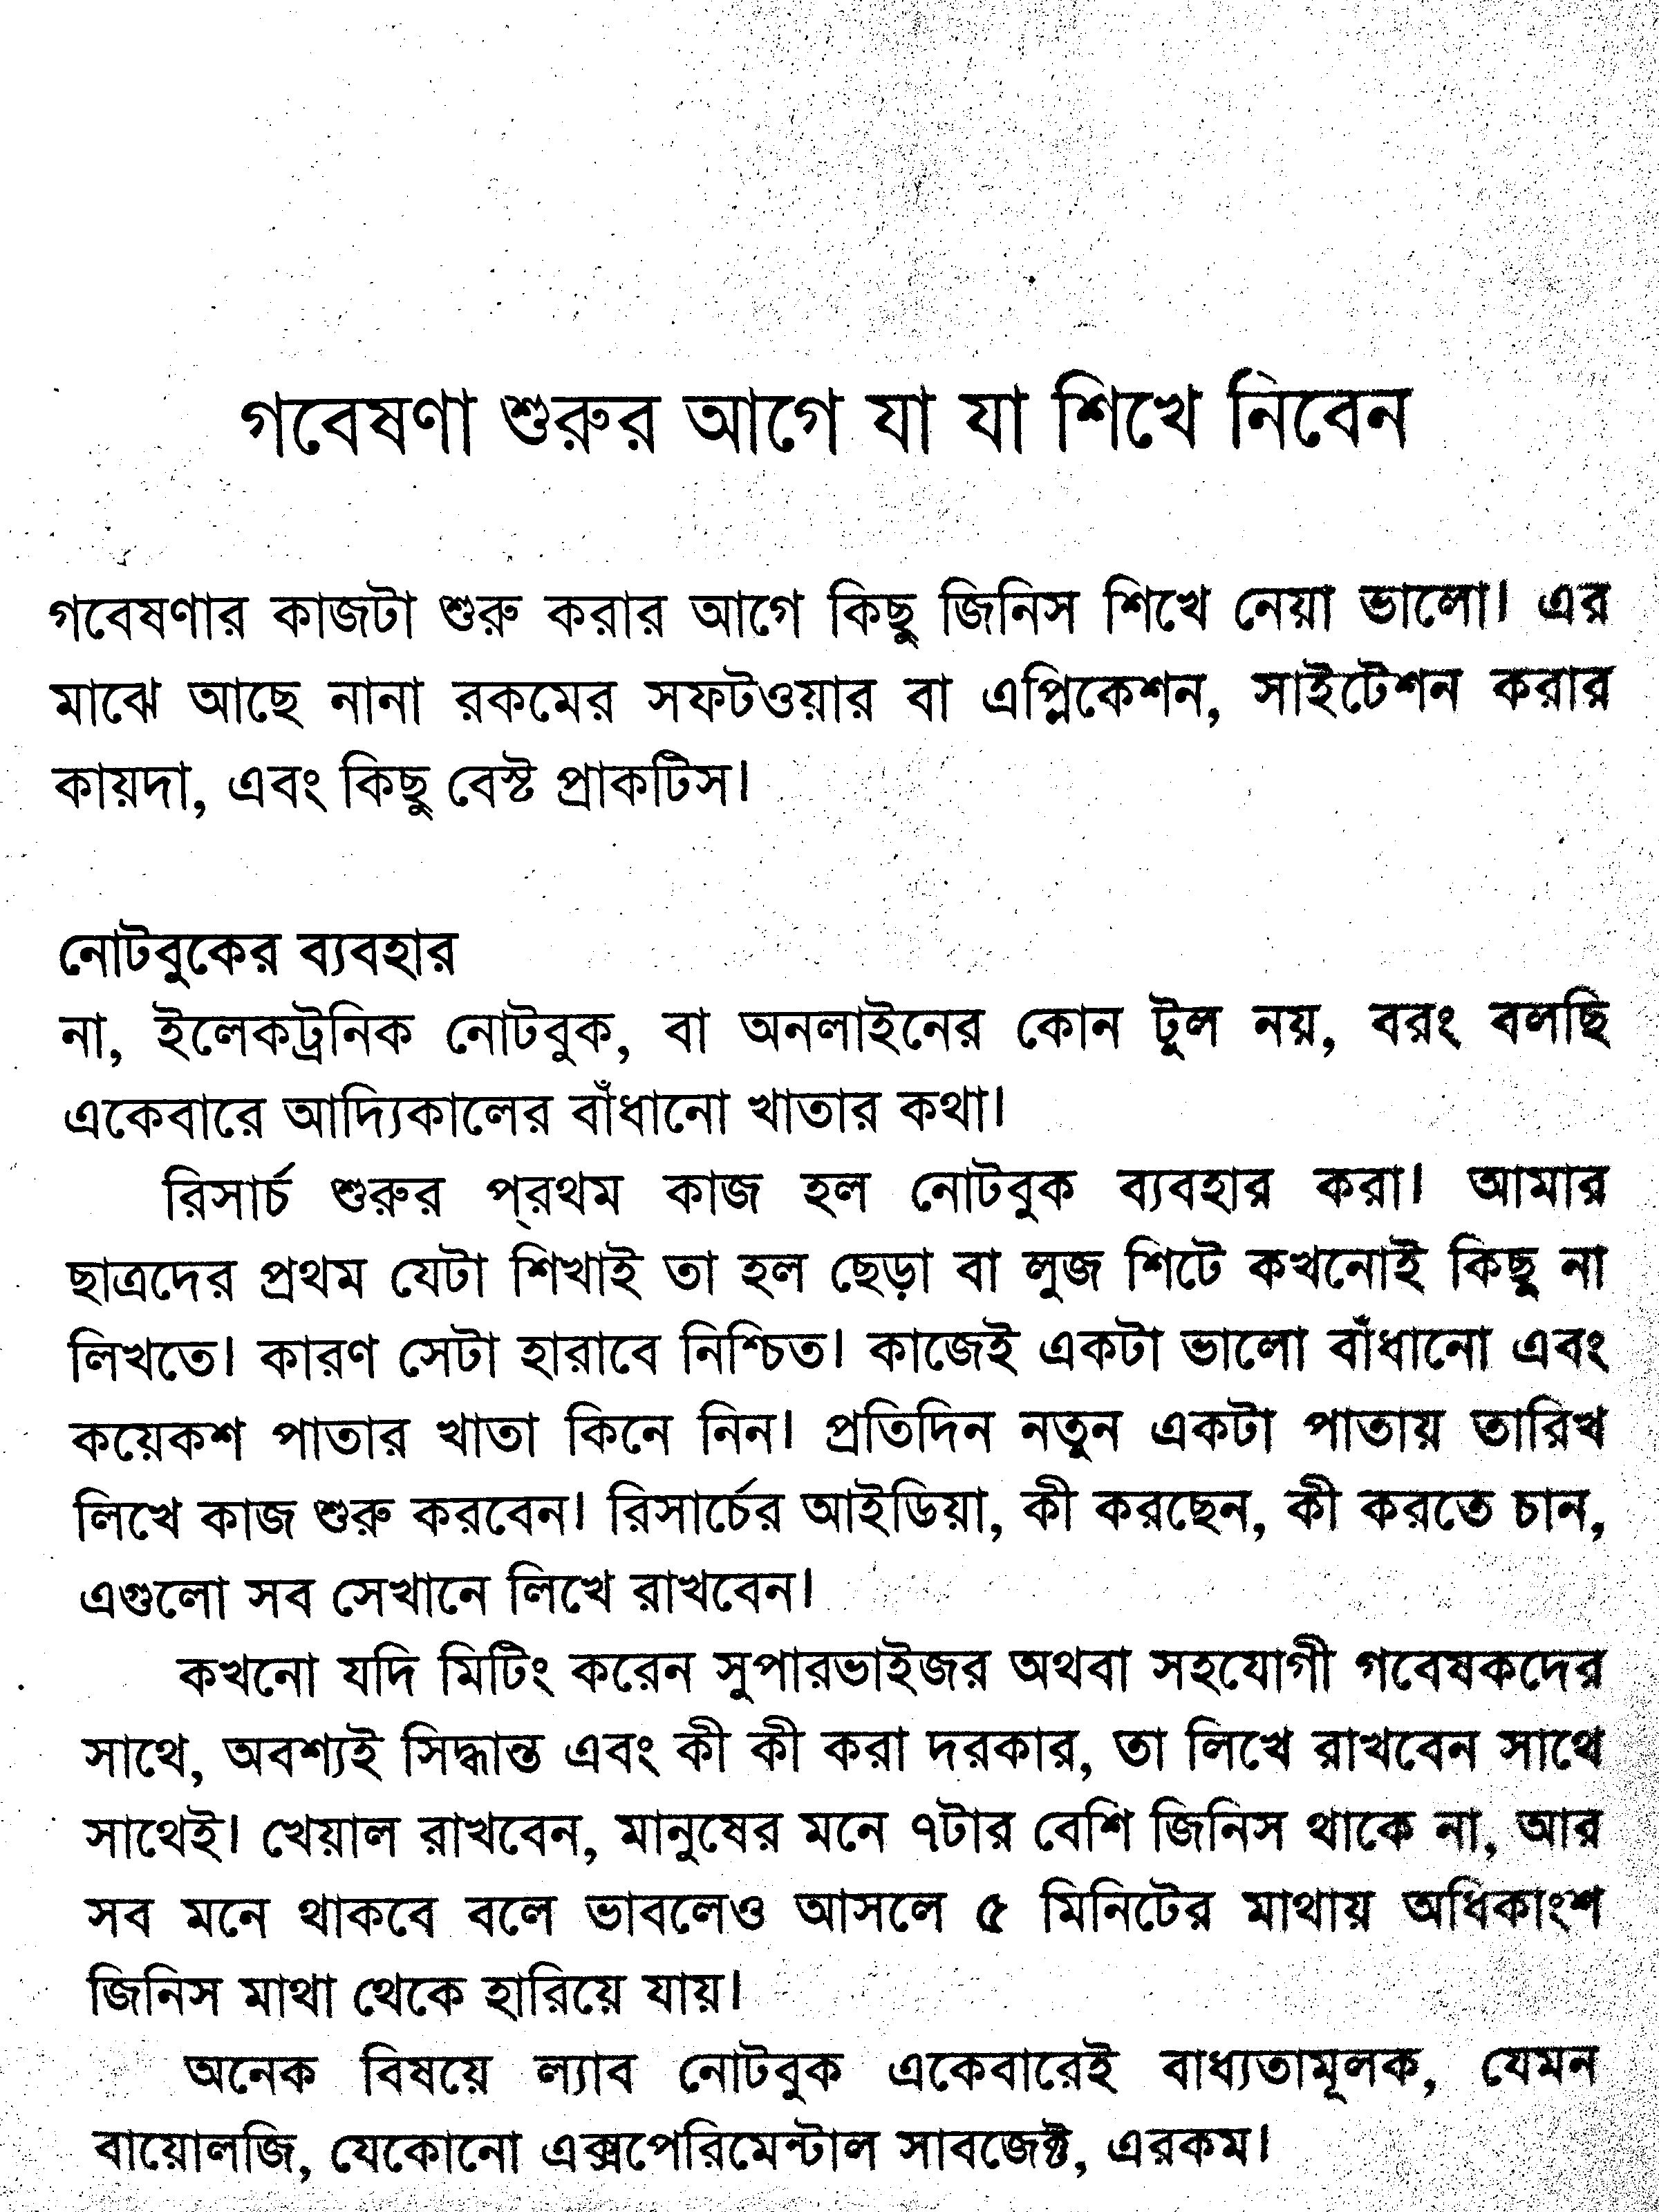 গবেষণা শুরুর আগে যা যা শিখে নিবেন
গবেষণার কাজটা শুরু করার আগে কিছু জিনিস শিখে নেয়া ভালো। এর
মাঝে আছে নানা রকমের সফটওয়ার বা এপ্লিকেশন, সাইটেশন করার
কায়দা, এবং কিছু বেস্ট প্রাকটিস।
নোটবুকের ব্যবহার
না, ইলেকট্রনিক নোটবুক, বা অনলাইনের কোন টুল নয়, বরং বলছি
একেবারে আদ্যিকালের বাঁধানো খাতার কথা।
রিসার্চ শুরুর প্‌রথম কাজ হল নোটবুক ব্যবহার করা। আমার
ছাত্রদের প্রথম যেটা শিখাই তা হল ছেড়া বা লুজ শিটে কখনোই কিছু না
লিখতে। কারণ সেটা হারাবে নিশ্চিত। কাজেই একটা ভালো বাঁধানো এবং
কয়েকশ পাতার খাতা কিনে নিন। প্রতিদিন নতুন একটা পাতায় তারিখ
লিখে কাজ শুরু করবেন। রিসার্চের আইডিয়া, কী করছেন, কী করতে চান,
এগুলো সব সেখানে লিখে রাখবেন।
কখনো যদি মিটিং করেন সুপারভাইজর অথবা সহযোগী গবেষকদের
সাথে, অবশ্যই সিদ্ধান্ত এবং কী কী করা দরকার, তা লিখে রাখবেন সাথে
সাথেই। খেয়াল রাখবেন, মানুষের মনে ৭টার বেশি জিনিস থাকে না, আর
সব মনে থাকবে বলে ভাবলেও আসলে ৫ মিনিটের মাথায় অধিকাংশ
জিনিস মাথা থেকে হারিয়ে যায়।
অনেক বিষয়ে ল্যাব নোটবুক একেবারেই বাধ্যতামূলক, যেমন
বায়োলজি, যেকোনো এক্সপেরিমেন্টাল সাবজেক্ট, এরকম।